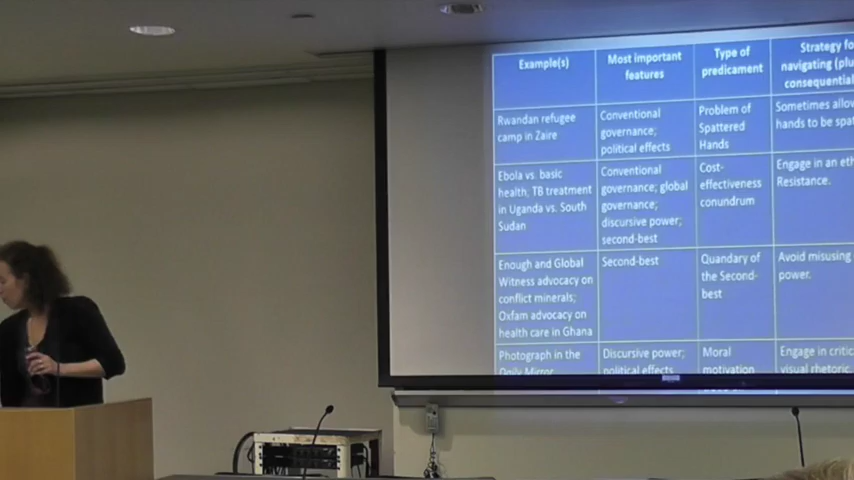 Example(s)
Most important
features
Type of
predicament
Strategy fo
navigating (plu
consequential
Rwandan refugee
camp in Zaire
Conventional
governance;
political effects
Problem of
Spattered
Hands
Sometimes allow
hands to be spat
Ebola vs. basic
health; TB treatment
in Uganda vs. South
Sudan
Conventional
governance; global
governance;
discursive power;
second-best
Cost-
effectiveness
conundrum
Engage in an eth
Resistance.
Enough and Global
Witness advocacy on
conflict minerals;
Oxfam advocacy on
health care in Ghana
Second-best
Quandary of
the Second-
best
Avoid misusing
power.
Photograph in the
Daily Mirror
Discursive power;
political effects
Moral
motivation
Engage in critic
visual rhetoric.